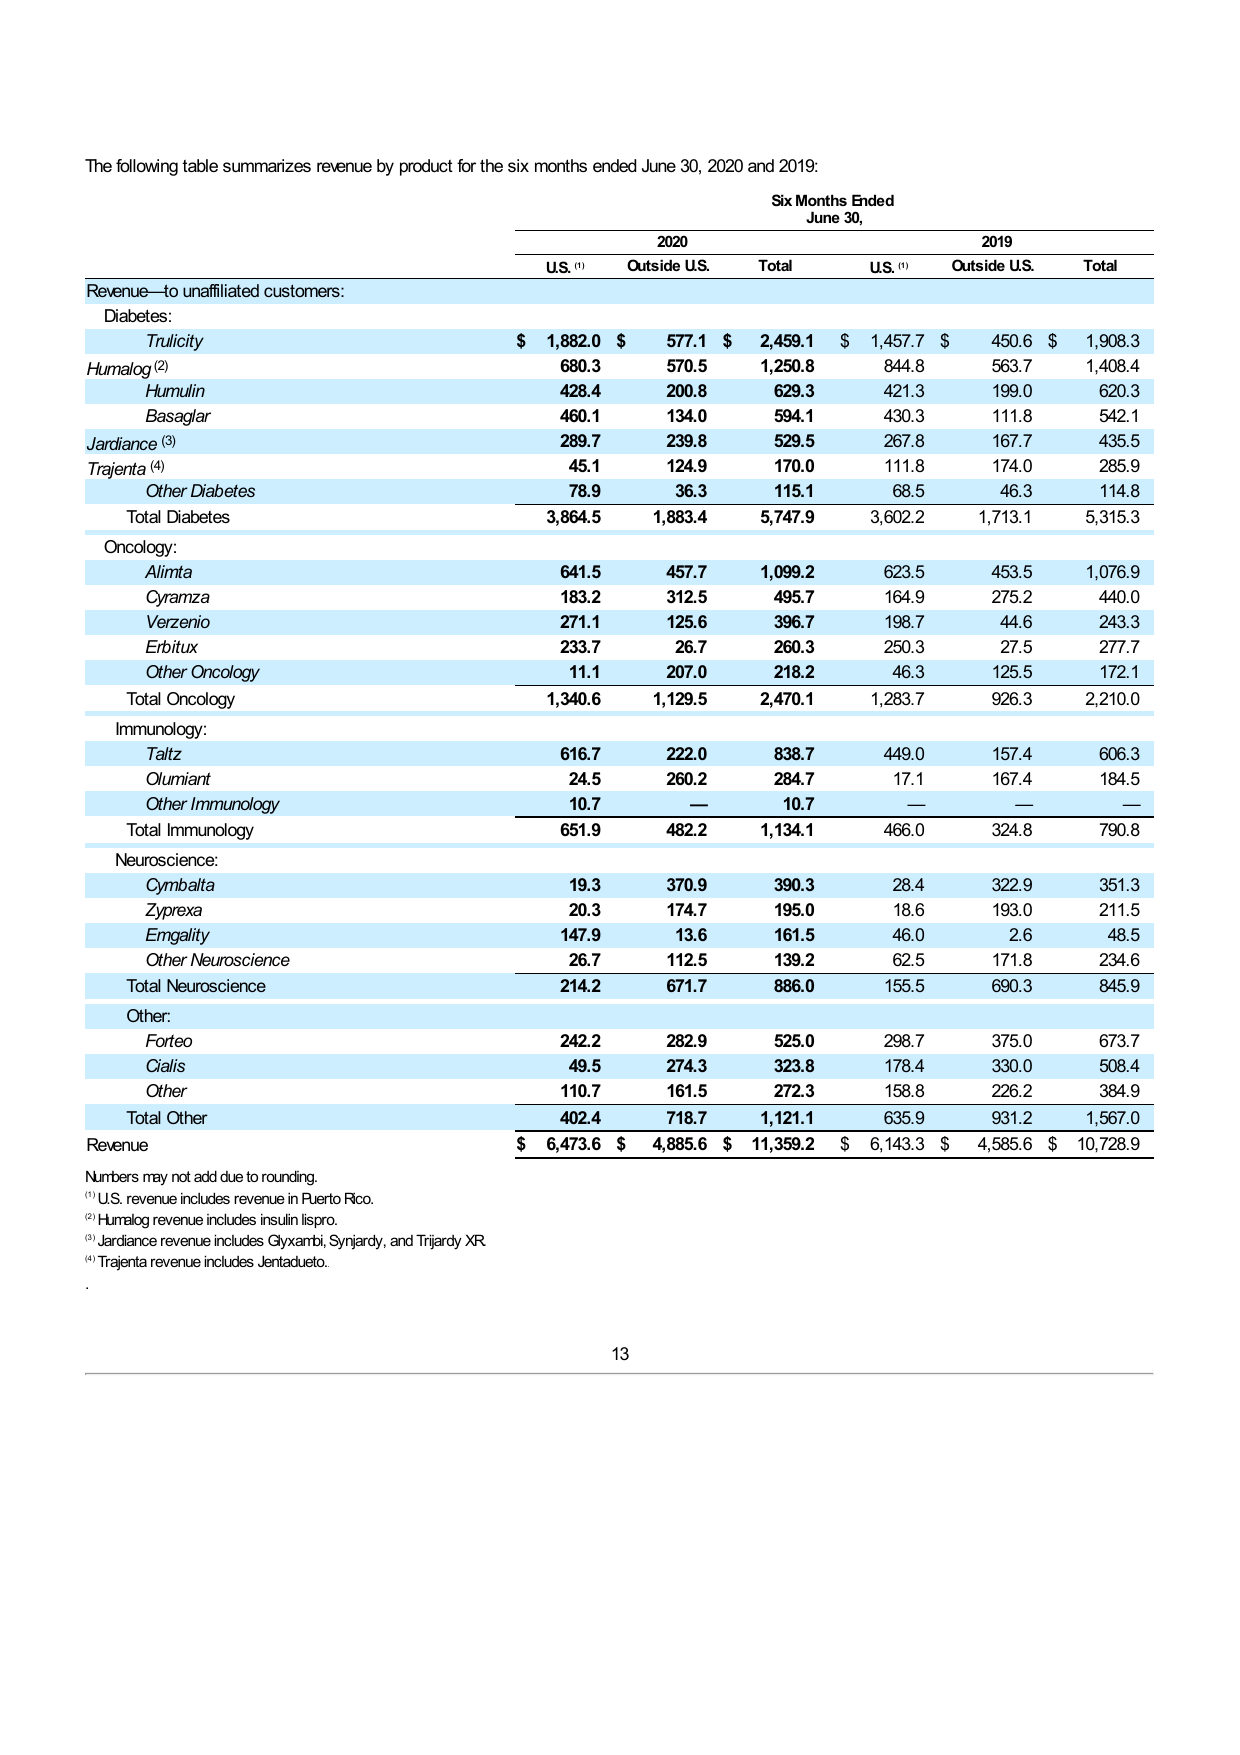 The following table summarizes revenue by product for the six months ended June 30, 2020 and 2019:
Six Months Ended
June 30,
2020 2019
U.S. (1) Outside U.S. Total U.S. (1) Outside U.S. Total
Revenue—to unaffiliated customers:
Diabetes:
Trulicity $ 1,882.0 $ 577.1 $ 2,459.1 $ 1,457.7 $ 450.6 $ 1,908.3
Humalog (2) 680.3 570.5 1,250.8 844.8 563.7 1,408.4
Humulin 428.4 200.8 629.3 421.3 199.0 620.3
Basaglar 460.1 134.0 594.1 430.3 111.8 542.1
Jardiance (3) 289.7 239.8 529.5 267.8 167.7 435.5
Trajenta (4) 45.1 124.9 170.0 111.8 174.0 285.9
Other Diabetes 78.9 36.3 115.1 68.5 46.3 114.8
Total Diabetes 3,864.5 1,883.4 5,747.9 3,602.2 1,713.1 5,315.3
Oncology:
Alimta 641.5 457.7 1,099.2 623.5 453.5 1,076.9
Cyramza 183.2 312.5 495.7 164.9 275.2 440.0
Verzenio 271.1 125.6 396.7 198.7 44.6 243.3
Erbitux 233.7 26.7 260.3 250.3 27.5 277.7
Other Oncology 11.1 207.0 218.2 46.3 125.5 172.1
Total Oncology 1,340.6 1,129.5 2,470.1 1,283.7 926.3 2,210.0
Immunology:
Taltz 616.7 222.0 838.7 449.0 157.4 606.3
Olumiant 24.5 260.2 284.7 17.1 167.4 184.5
Other Immunology 10.7 — 10.7 — — —
Total Immunology 651.9 482.2 1,134.1 466.0 324.8 790.8
Neuroscience:
Cymbalta 19.3 370.9 390.3 28.4 322.9 351.3
Zyprexa 20.3 174.7 195.0 18.6 193.0 211.5
Emgality 147.9 13.6 161.5 46.0 2.6 48.5
Other Neuroscience 26.7 112.5 139.2 62.5 171.8 234.6
Total Neuroscience 214.2 671.7 886.0 155.5 690.3 845.9
Other:
Forteo 242.2 282.9 525.0 298.7 375.0 673.7
Cialis 49.5 274.3 323.8 178.4 330.0 508.4
Other 110.7 161.5 272.3 158.8 226.2 384.9
Total Other 402.4 718.7 1,121.1 635.9 931.2 1,567.0
Revenue $ 6,473.6 $ 4,885.6 $ 11,359.2 $ 6,143.3 $ 4,585.6 $ 10,728.9
Numbers may not add due to rounding.
(1) U.S. revenue includes revenue in Puerto Rico.
(2) Humalog revenue includes insulin lispro.
(3) Jardiance revenue includes Glyxambi, Synjardy, and Trijardy XR.
(4) Trajenta revenue includes Jentadueto.
.
13